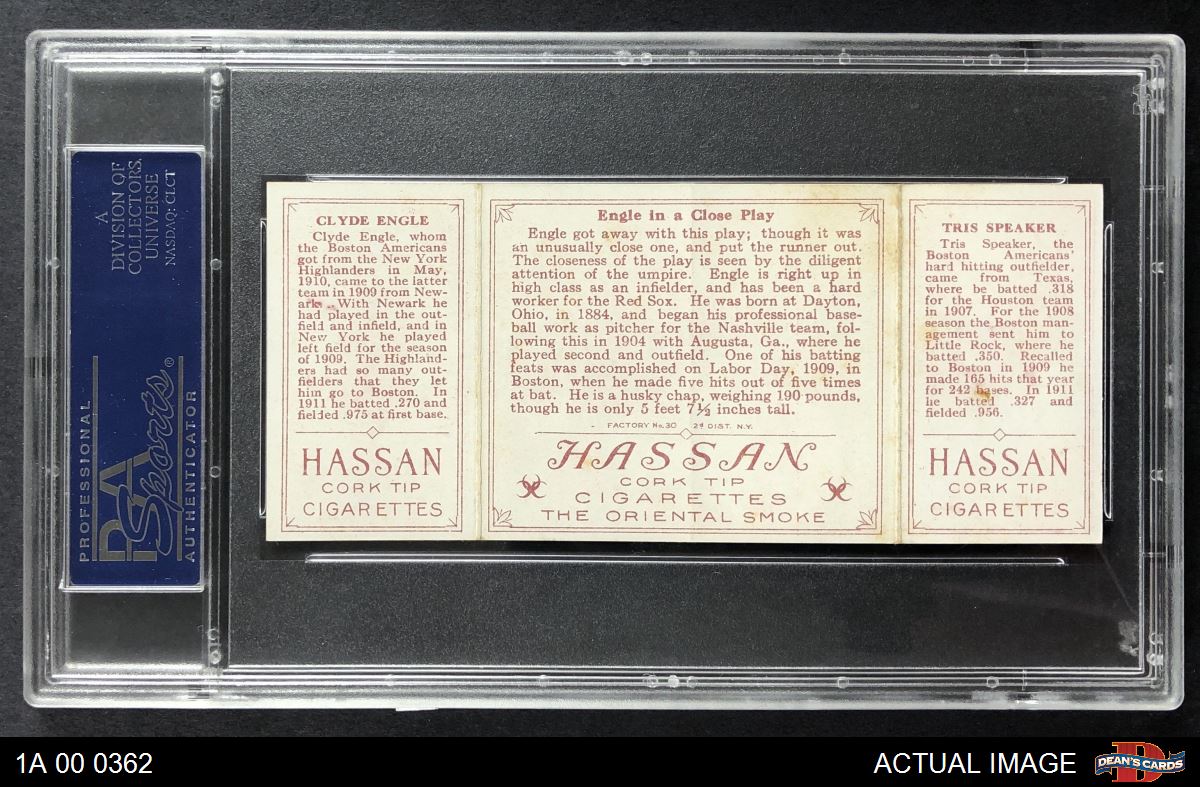 A
DIVISION OF
COLLECTORS
UNIVERSE
NASDAQ: CLCT
PROFESSIONAL
PSA
Sports®
AUTHENTICATOR
CLYDE ENGLE
Clyde Engle, whom
the Boston Americans
got from the New York
Highlanders in May,
1910, came to the latter
team in 1909 from New-
ark. With Newark he
had played in the out-
field and infield, and in
New York he played
left field for the season
of 1909. The Highland-
ers had so many out-
fielders that they let
him go to Boston. In
1911 he batted .270 and
fielded .975 at first base.
HASSAN
CORK TIP
CIGARETTES
Engle in a Close Play
Engle got away with this play; though it was
an unusually close one, and put the runner out.
The closeness of the play is seen by the diligent
attention of the umpire. Engle is right up in
high class as an infielder, and has been a hard
worker for the Red Sox. He was born at Dayton,
Ohio, in 1884, and began his professional base-
ball work as pitcher for the Nashville team, fol-
lowing this in 1904 with Augusta, Ga., where he
played second and outfield. One of his batting
feats was accomplished on Labor Day, 1909, in
Boston, when he made five hits out of five times
at bat. He is a husky chap, weighing 190 pounds,
though he is only 5 feet 7½ inches tall.
FACTORY No. 30 2d DIST. N.Y.
HASSAN
CORK TIP
CIGARETTES
THE ORIENTAL SMOKE
TRIS SPEAKER
Tris Speaker, the
Boston Americans'
hard hitting outfielder,
came from Texas,
where he batted .318
for the Houston team
in 1907. For the 1908
season the Boston man-
agement sent him to
Little Rock, where he
batted .350. Recalled
to Boston in 1909 he
made 165 hits that year
for 242 bases. In 1911
he batted .327 and
fielded .956.
HASSAN
CORK TIP
CIGARETTES
1A 00 0362
ACTUAL IMAGE
D
DEAN'S CARDS